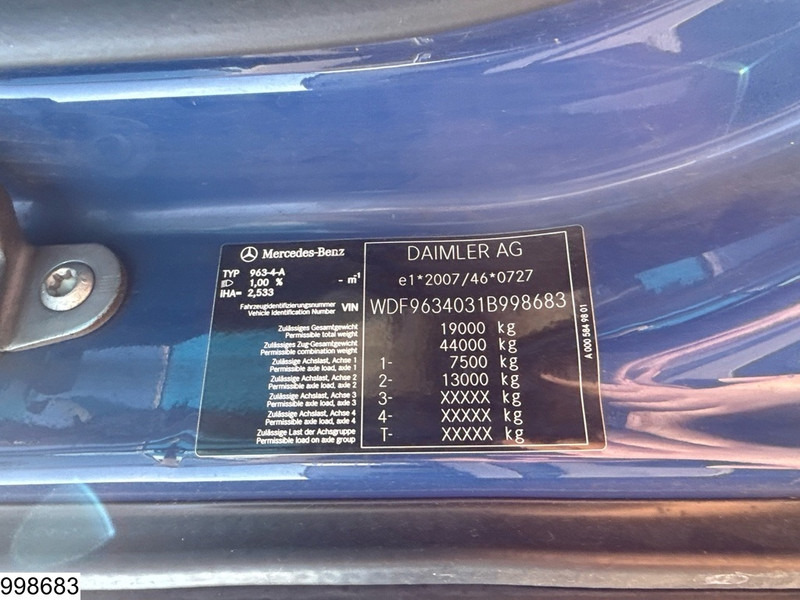 Mercedes-Benz
DAIMLER AG
TYP 963-4-A
1,00 % - m⁻¹
IHA= 2,533
e1*2007/46*0727
Fahrzeugidentifizierungsnummer
Vehicle Identification Number VIN WDF9634031B998683
Zulässiges Gesamtgewicht
Permissible total weight 19000 kg
Zulässiges Zug-Gesamtgewicht
Permissible combination weight 44000 kg
Zulässige Achslast, Achse 1
Permissible axle load, axle 1 1- 7500 kg
Zulässige Achslast, Achse 2
Permissible axle load, axle 2 2- 13000 kg
Zulässige Achslast, Achse 3
Permissible axle load, axle 3 3- XXXXX kg
Zulässige Achslast, Achse 4
Permissible axle load, axle 4 4- XXXXX kg
Zulässige Last der Achsgruppe
Permissible load on axle group T- XXXXX kg
A 000 584 98 01
998683